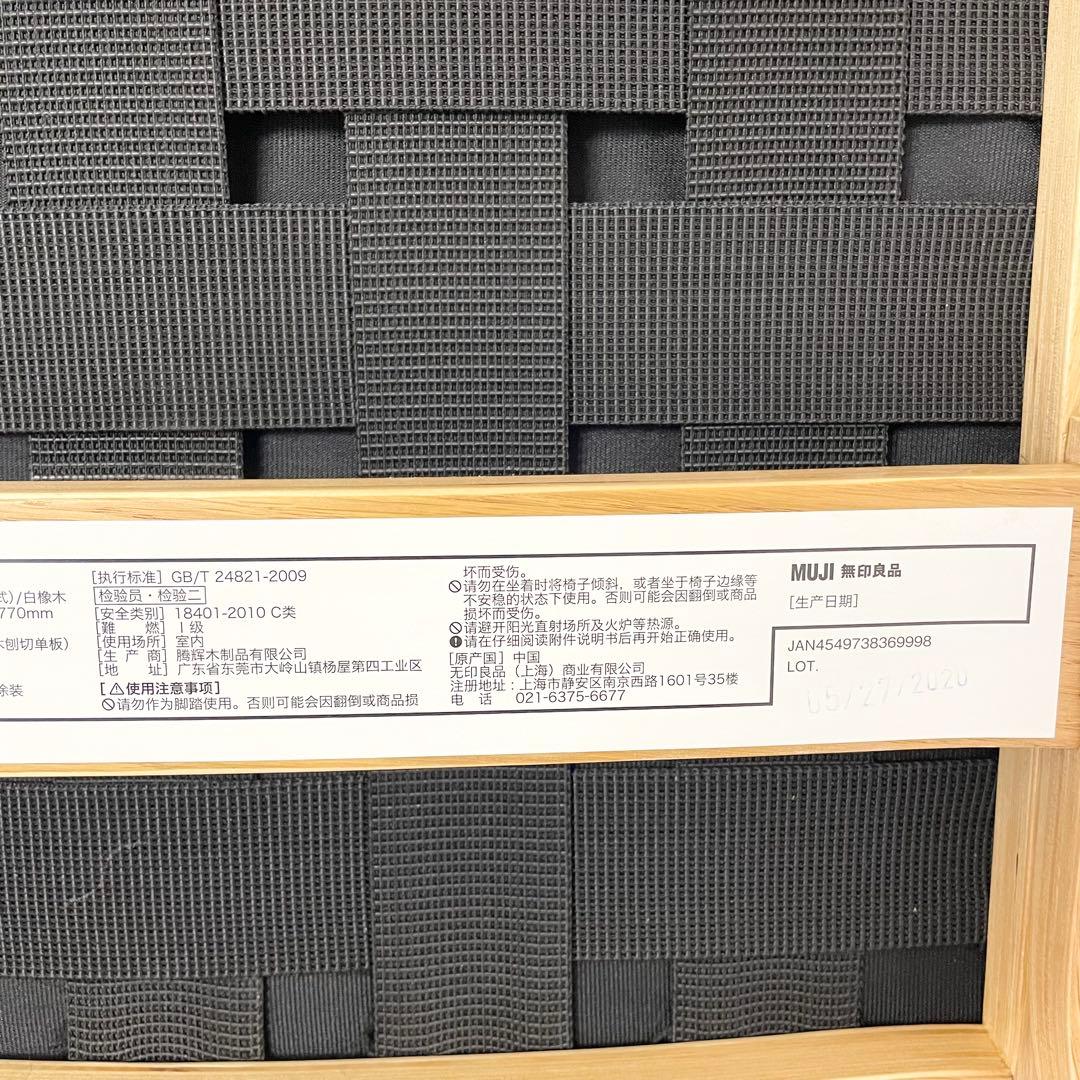 式)/白橡木
770mm
木刨切单板)
涂装
[执行标准] GB/T 24821-2009
检验员・检验二
[安全类别] 18401-2010 C类
[难 燃] 1级
[使用场所] 室内
[生 产 商] 腾辉木制品有限公司
[地 址] 广东省东莞市大岭山镇杨屋第四工业区
[⚠使用注意事项]
请勿作为脚踏使用。否则可能会因翻倒或商品损
坏而受伤。
请勿在坐着时将椅子倾斜，或者坐于椅子边缘等
不安稳的状态下使用。否则可能会因翻倒或商品
损坏而受伤。
请避开阳光直射场所及火炉等热源。
请在仔细阅读附件说明书后再开始正确使用。
[原产国] 中国
无印良品（上海）商业有限公司
注册地址：上海市静安区南京西路1601号35楼
电 话 021-6375-6677
MUJI 無印良品
[生产日期]
JAN4549738369998
LOT.
05/27/2020